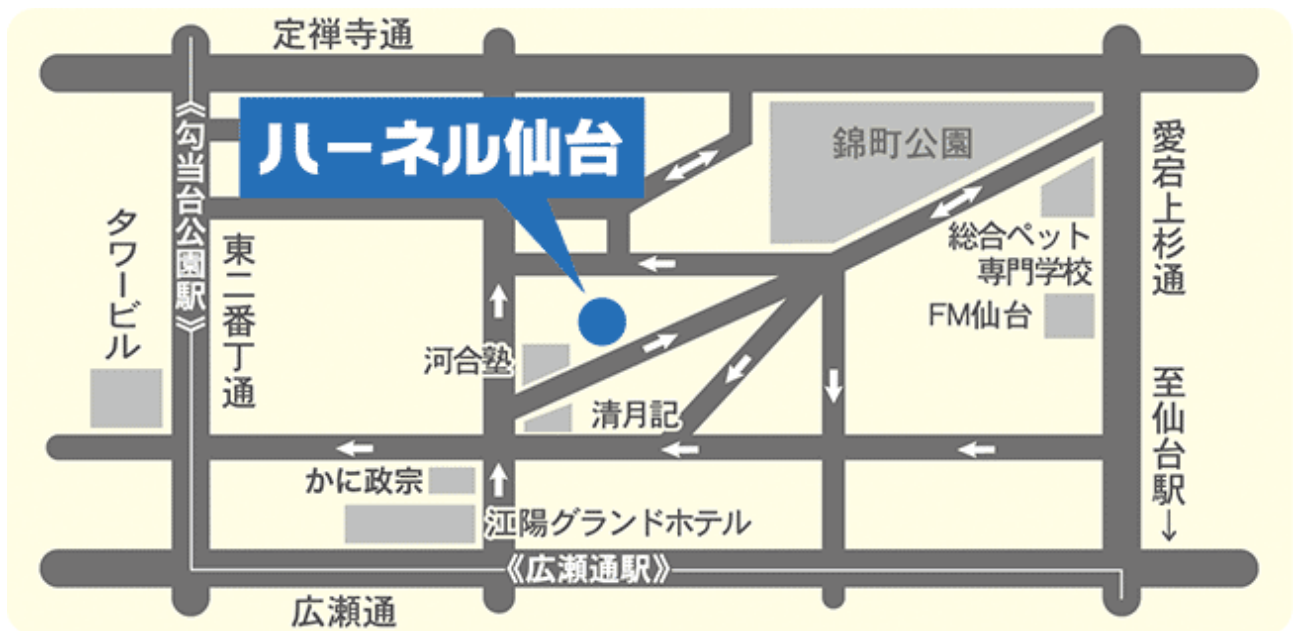 定禅寺通
ハーネル仙台
錦町公園
愛宕上杉通
《勾当台公園駅》
タワービル
東二番丁通
総合ペット
専門学校
FM仙台
河合塾
清月記
至仙台駅↓
かに政宗
江陽グランドホテル
《広瀬通駅》
広瀬通